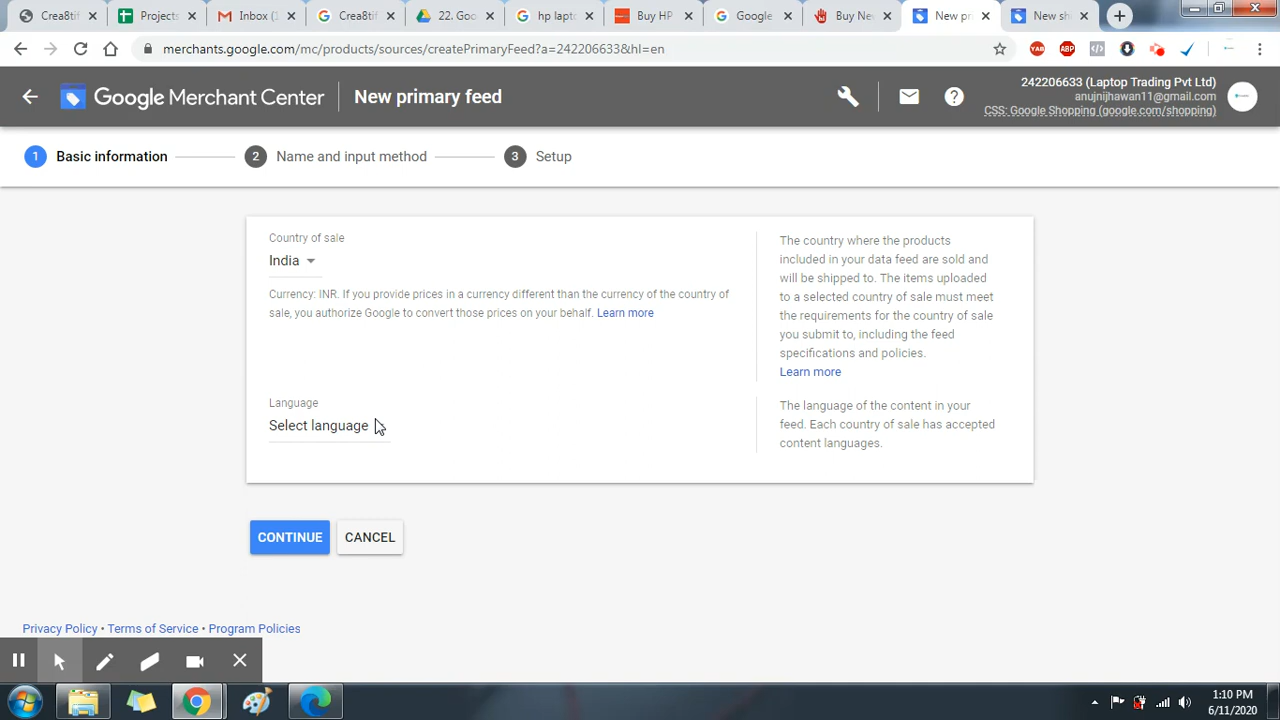 Crea8ti
Projects
Inbox (
Crea8tif
22. Goo
hp lapt
Buy HP
Google
Buy Ne
New pr
New sh
merchants.google.com/mc/products/sources/createPrimaryFeed?a=242206633&hl=en
YAB
ABP
Google Merchant Center
New primary feed
242206633 (Laptop Trading Pvt Ltd)
anujnijhawan11@gmail.com
CSS: Google Shopping (google.com/shopping)
1 Basic information
2 Name and input method
3 Setup
Country of sale
India
Currency: INR. If you provide prices in a currency different than the currency of the country of
sale, you authorize Google to convert those prices on your behalf. Learn more
The country where the products
included in your data feed are sold and
will be shipped to. The items uploaded
to a selected country of sale must meet
the requirements for the country of sale
you submit to, including the feed
specifications and policies.
Learn more
Language
Select language
The language of the content in your
feed. Each country of sale has accepted
content languages.
CONTINUE
CANCEL
Privacy Policy • Terms of Service • Program Policies
1:10 PM
6/11/2020